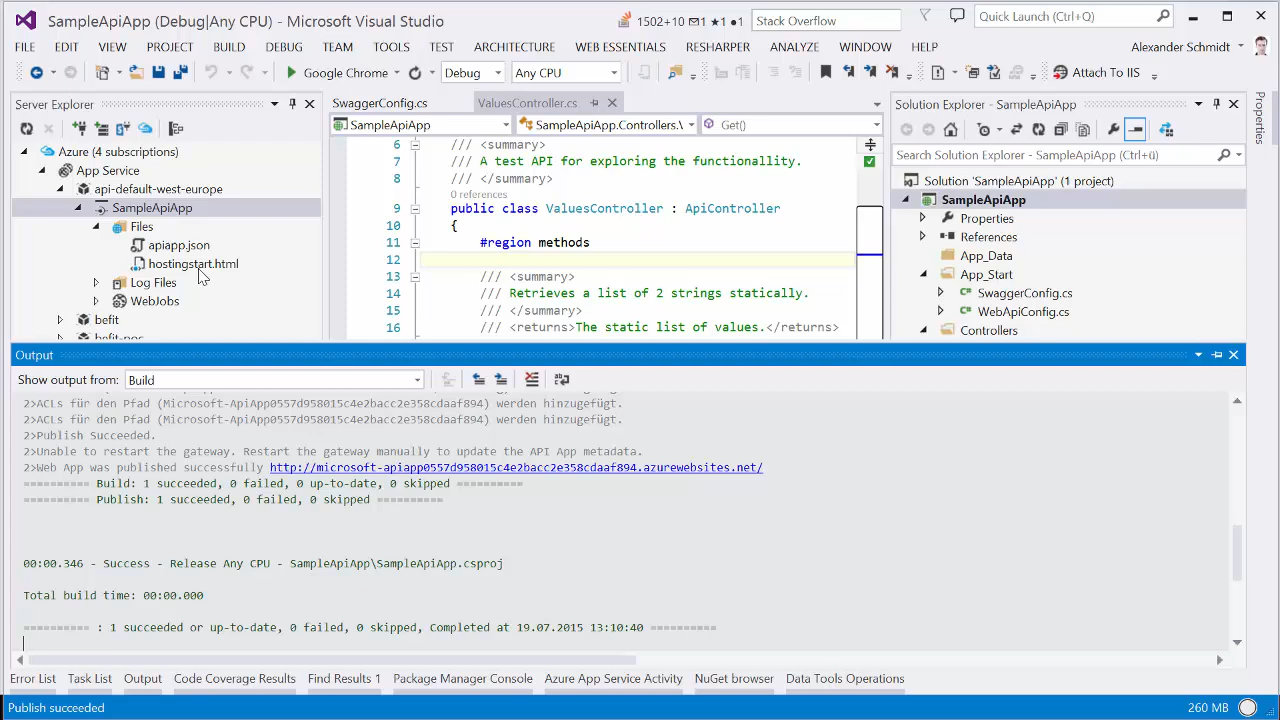 SampleApiApp (Debug|Any CPU) - Microsoft Visual Studio
1502+10 1 ★1 ●1
Stack Overflow
Quick Launch (Ctrl+Q)
FILE EDIT VIEW PROJECT BUILD DEBUG TEAM TOOLS TEST ARCHITECTURE WEB ESSENTIALS RESHARPER ANALYZE WINDOW HELP
Alexander Schmidt
Google Chrome
Debug
Any CPU
Attach To IIS
Server Explorer
Azure (4 subscriptions)
App Service
api-default-west-europe
SampleApiApp
Files
apiapp.json
hostingstart.html
Log Files
WebJobs
befit
SwaggerConfig.cs
ValuesController.cs
SampleApiApp
SampleApiApp.Controllers.\
Get()
6 /// <summary>
7 /// A test API for exploring the functionallity.
8 /// </summary>
0 references
9 public class ValuesController : ApiController
10 {
11 #region methods
12
13 /// <summary>
14 /// Retrieves a list of 2 strings statically.
15 /// </summary>
16 /// <returns>The static list of values.</returns>
Solution Explorer - SampleApiApp
Search Solution Explorer - SampleApiApp (Ctrl+ü)
Solution 'SampleApiApp' (1 project)
SampleApiApp
Properties
References
App_Data
App_Start
SwaggerConfig.cs
WebApiConfig.cs
Controllers
Properties
Output
Show output from: Build
2>ACLs für den Pfad (Microsoft-ApiApp0557d958015c4e2bacc2e358cdaaf894) werden hinzugefügt.
2>ACLs für den Pfad (Microsoft-ApiApp0557d958015c4e2bacc2e358cdaaf894) werden hinzugefügt.
2>Publish Succeeded.
2>Unable to restart the gateway. Restart the gateway manually to update the API App metadata.
2>Web App was published successfully http://microsoft-apiapp0557d958015c4e2bacc2e358cdaaf894.azurewebsites.net/
========== Build: 1 succeeded, 0 failed, 0 up-to-date, 0 skipped ==========
========== Publish: 1 succeeded, 0 failed, 0 skipped ==========
00:00.346 - Success - Release Any CPU - SampleApiApp\SampleApiApp.csproj
Total build time: 00:00.000
========== : 1 succeeded or up-to-date, 0 failed, 0 skipped, Completed at 19.07.2015 13:10:40 ==========
Error List Task List Output Code Coverage Results Find Results 1 Package Manager Console Azure App Service Activity NuGet browser Data Tools Operations
Publish succeeded
260 MB